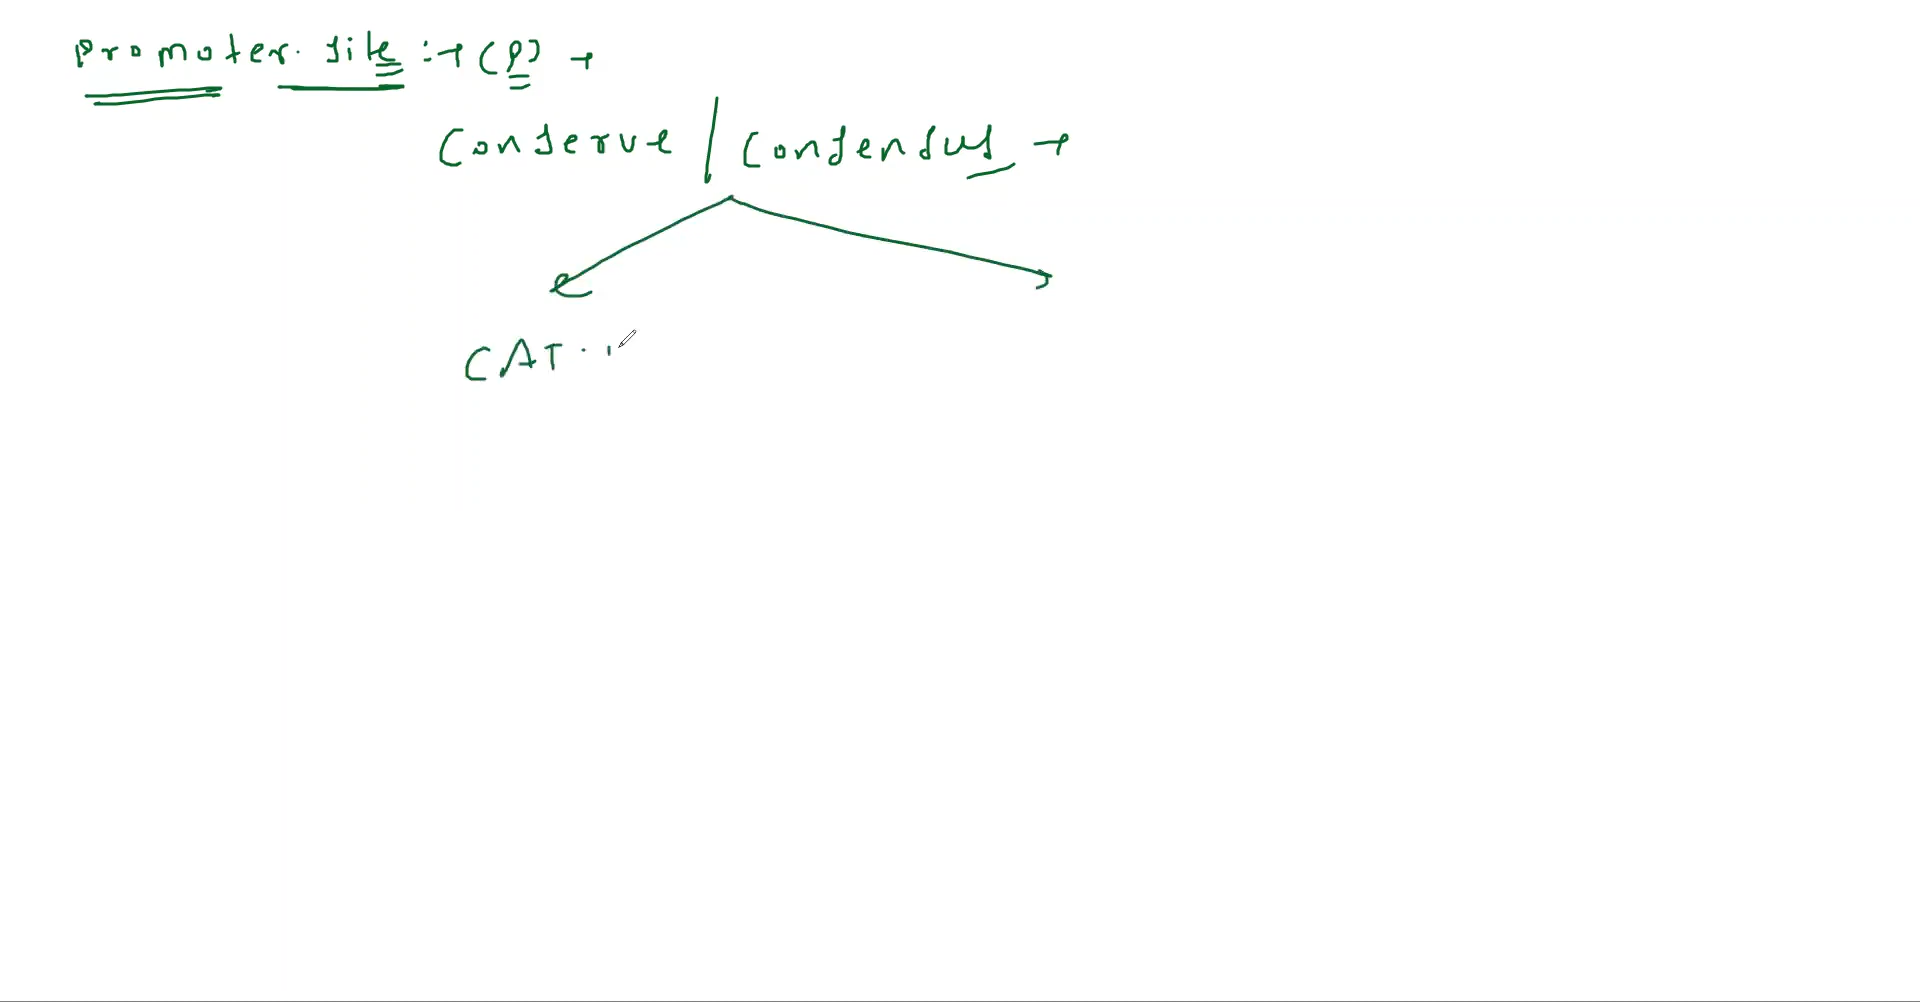 Promoter. Site :→ (P) →
Conserve | Consensus →
CAT.